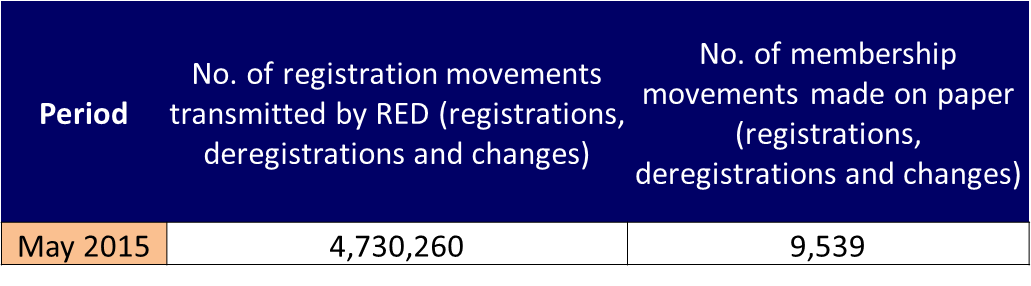 Period
No. of registration movements
transmitted by RED (registrations,
deregistrations and changes)
No. of membership
movements made on paper
(registrations,
deregistrations and changes)
May 2015
4,730,260
9,539